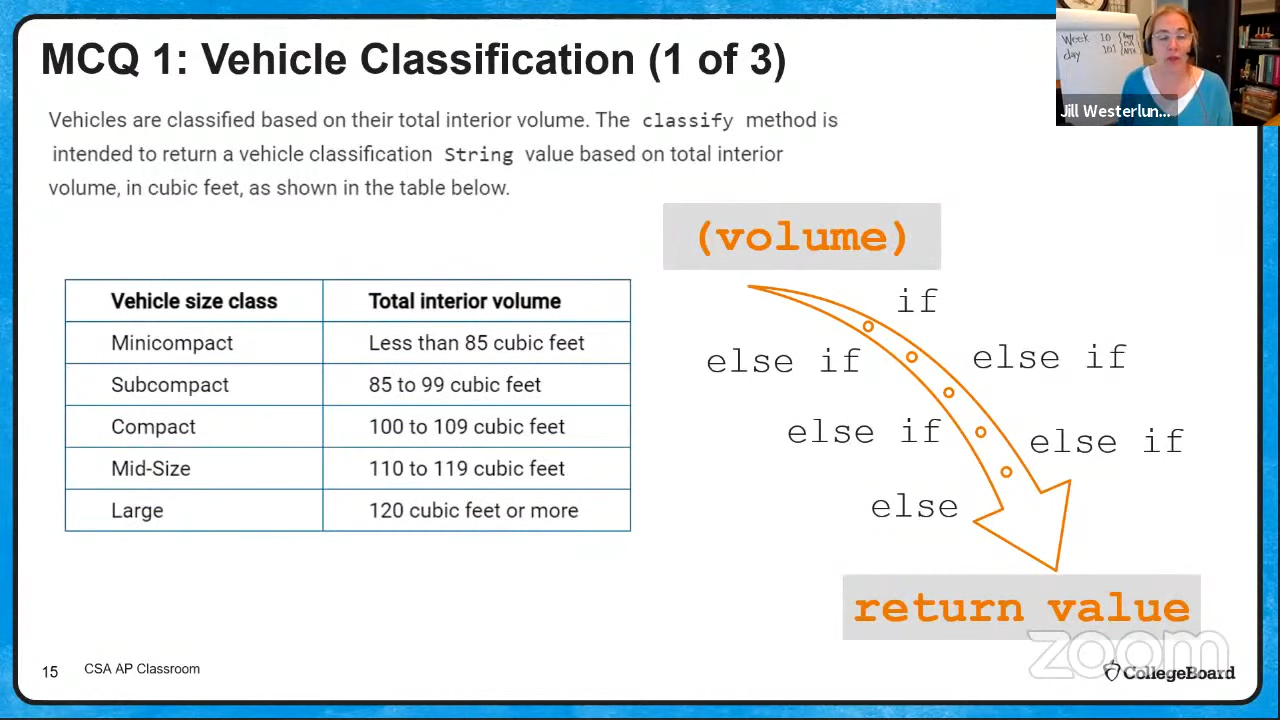 MCQ 1: Vehicle Classification (1 of 3)
Week 10
day 101
Jill Westerlun...
Vehicles are classified based on their total interior volume. The classify method is
intended to return a vehicle classification String value based on total interior
volume, in cubic feet, as shown in the table below.
Vehicle size class Total interior volume
Minicompact Less than 85 cubic feet
Subcompact 85 to 99 cubic feet
Compact 100 to 109 cubic feet
Mid-Size 110 to 119 cubic feet
Large 120 cubic feet or more
(volume)
if
else if
else if
else if
else if
else
return value
zoom
15
CSA AP Classroom
CollegeBoard